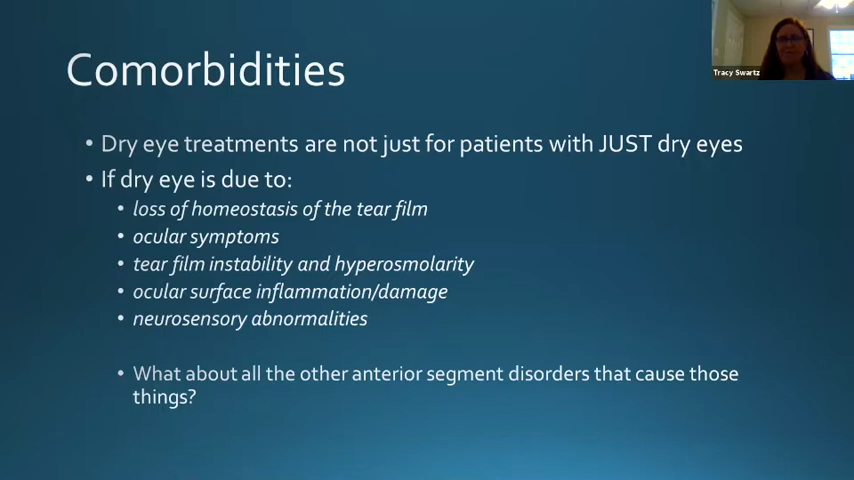 Comorbidities
Tracy Swartz
• Dry eye treatments are not just for patients with JUST dry eyes
• If dry eye is due to:
• loss of homeostasis of the tear film
• ocular symptoms
• tear film instability and hyperosmolarity
• ocular surface inflammation/damage
• neurosensory abnormalities
• What about all the other anterior segment disorders that cause those
things?